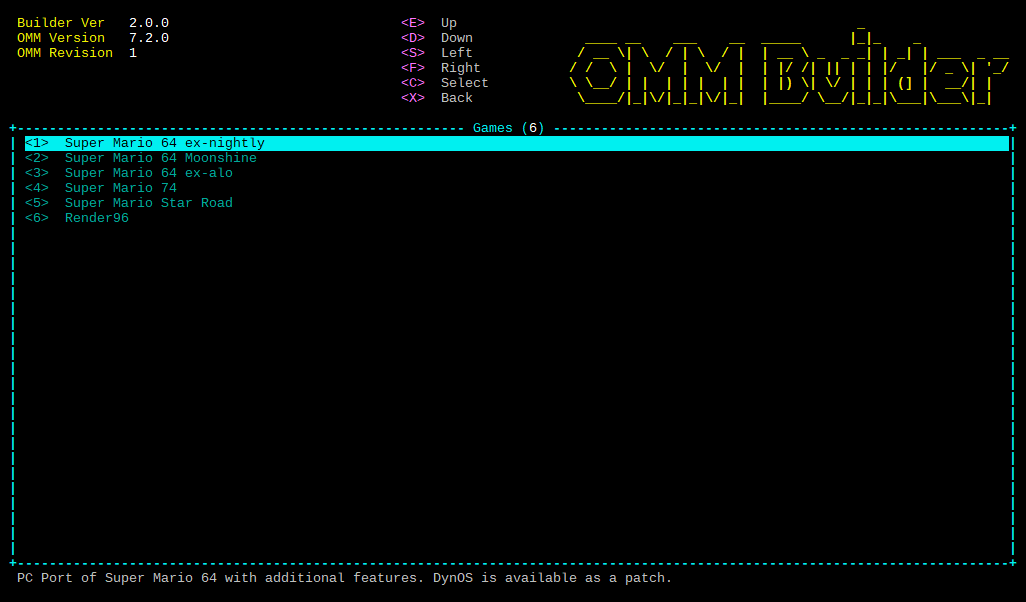 Builder Ver 2.0.0
OMM Version 7.2.0
OMM Revision 1
<E> Up
<D> Down
<S> Left
<F> Right
<C> Select
<X> Back
OMM Builder
Games (6)
<1> Super Mario 64 ex-nightly
<2> Super Mario 64 Moonshine
<3> Super Mario 64 ex-alo
<4> Super Mario 74
<5> Super Mario Star Road
<6> Render96
PC Port of Super Mario 64 with additional features. DynOS is available as a patch.